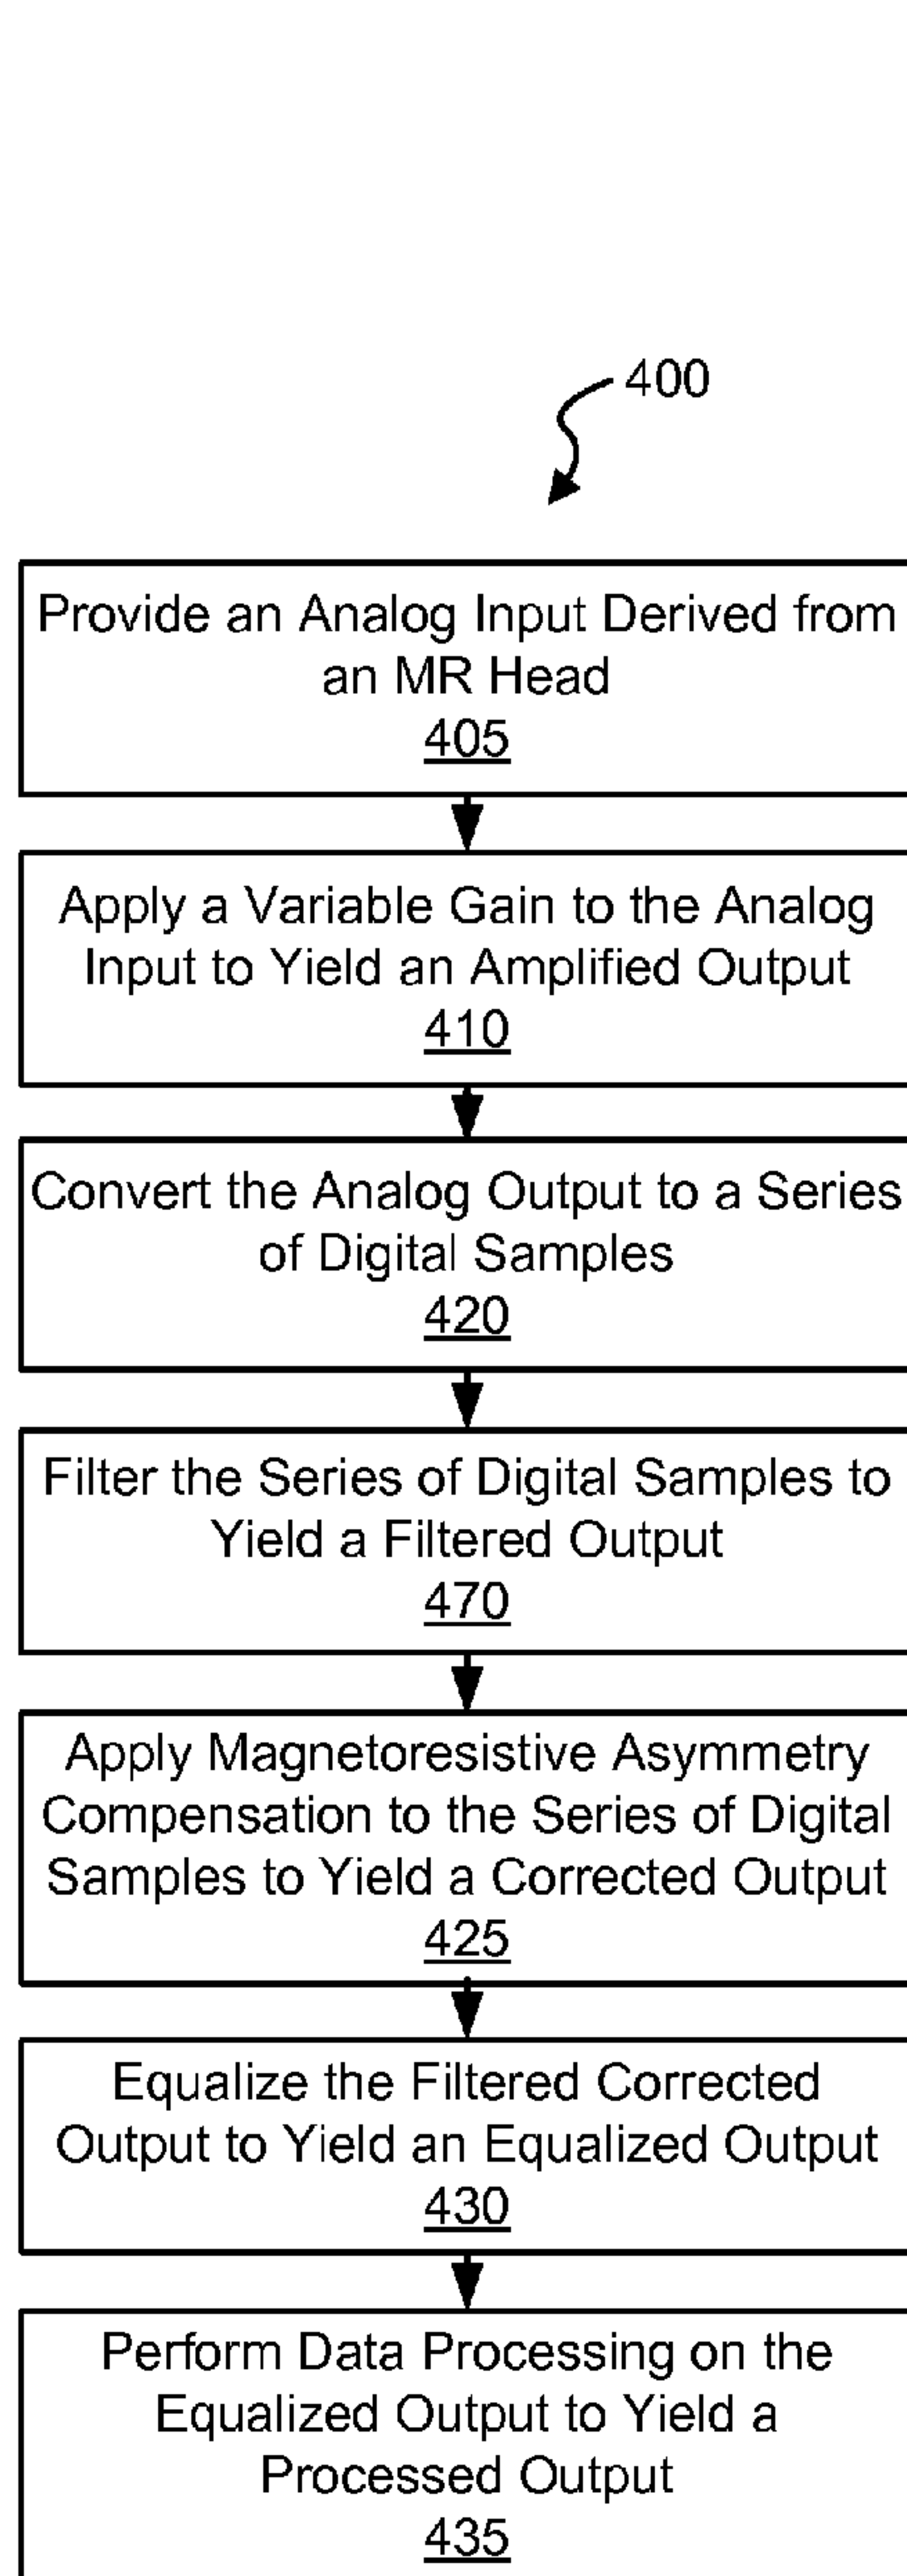 400
Provide an Analog Input Derived from
an MR Head
405
Apply a Variable Gain to the Analog
Input to Yield an Amplified Output
410
Convert the Analog Output to a Series
of Digital Samples
420
Filter the Series of Digital Samples to
Yield a Filtered Output
470
Apply Magnetoresistive Asymmetry
Compensation to the Series of Digital
Samples to Yield a Corrected Output
425
Equalize the Filtered Corrected
Output to Yield an Equalized Output
430
Perform Data Processing on the
Equalized Output to Yield a
Processed Output
435